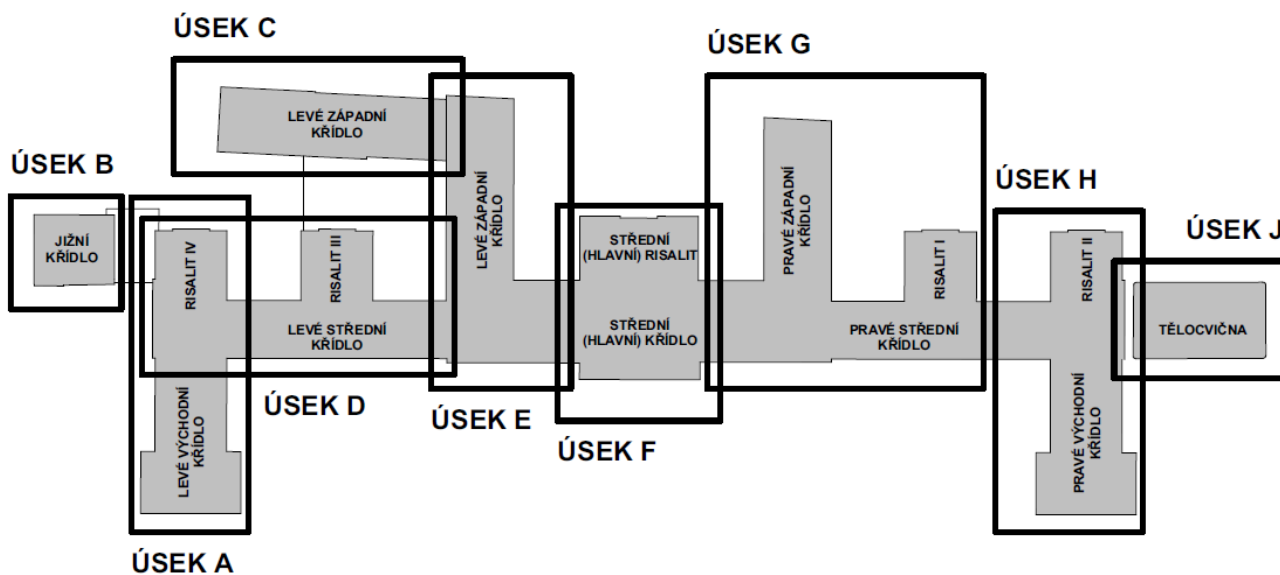 ÚSEK C
ÚSEK G
LEVÉ ZÁPADNÍ
KŘÍDLO
ÚSEK B
ÚSEK H
JIŽNÍ
KŘÍDLO
RISALIT IV
RISALIT III
LEVÉ ZÁPADNÍ
KŘÍDLO
STŘEDNÍ
(HLAVNÍ) RISALIT
PRAVÉ ZÁPADNÍ
KŘÍDLO
RISALIT I
RISALIT II
ÚSEK J
LEVÉ STŘEDNÍ
KŘÍDLO
STŘEDNÍ
(HLAVNÍ) KŘÍDLO
PRAVÉ STŘEDNÍ
KŘÍDLO
TĚLOCVIČNA
LEVÉ VÝCHODNÍ
KŘÍDLO
ÚSEK D
ÚSEK E
ÚSEK F
PRAVÉ VÝCHODNÍ
KŘÍDLO
ÚSEK A